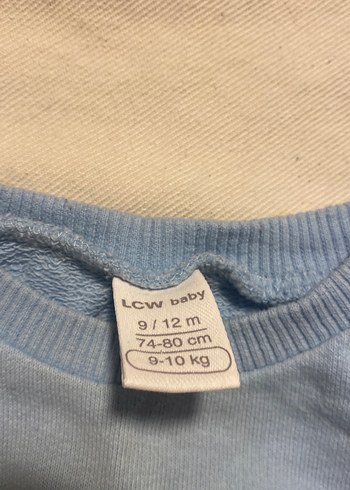 LCW baby
9 / 12 m
74-80 cm
9-10 kg